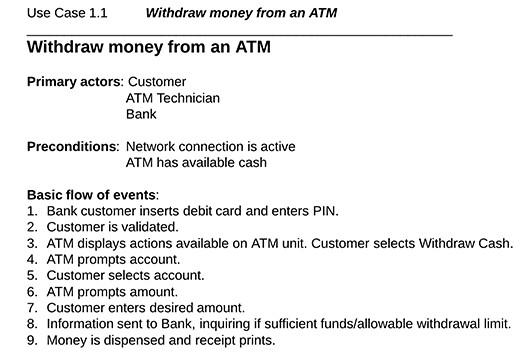 Use Case 1.1 Withdraw money from an ATM
Withdraw money from an ATM
Primary actors: Customer
ATM Technician
Bank
Preconditions: Network connection is active
ATM has available cash
Basic flow of events:
1. Bank customer inserts debit card and enters PIN.
2. Customer is validated.
3. ATM displays actions available on ATM unit. Customer selects Withdraw Cash.
4. ATM prompts account.
5. Customer selects account.
6. ATM prompts amount.
7. Customer enters desired amount.
8. Information sent to Bank, inquiring if sufficient funds/allowable withdrawal limit.
9. Money is dispensed and receipt prints.